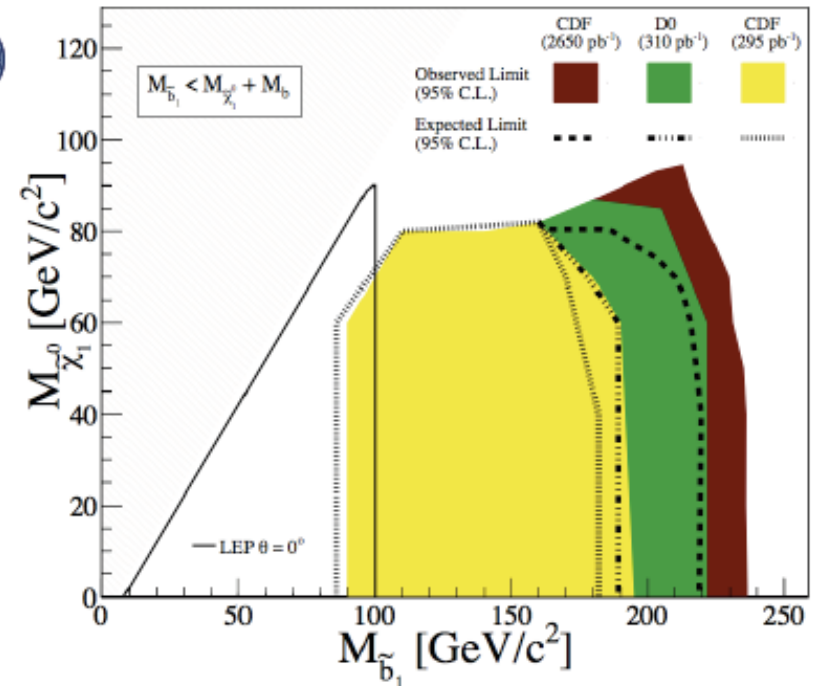 CDF D0 CDF
(2650 pb⁻¹) (310 pb⁻¹) (295 pb⁻¹)
Observed Limit
(95% C.L.)
Expected Limit
(95% C.L.)
M_b̃₁ < M_χ̃₁⁰ + M_b
120
100
80
60
40
20
0
M_χ̃₁⁰ [GeV/c²]
LEP θ = 0°
0 50 100 150 200 250
M_b̃₁ [GeV/c²]